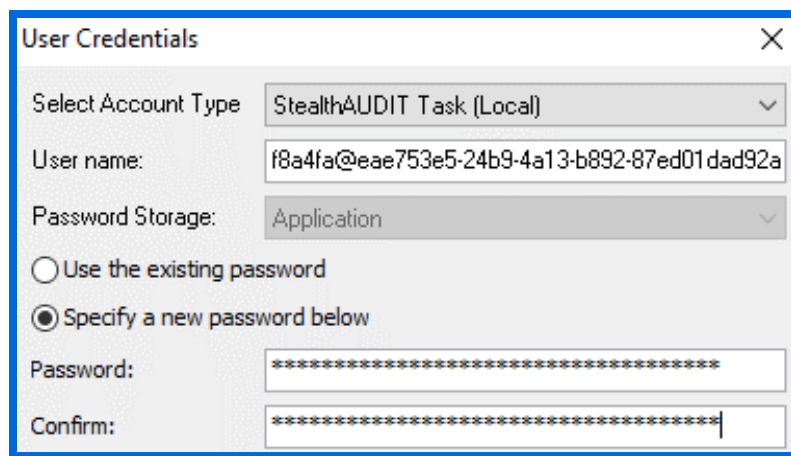 User Credentials
Select Account Type StealthAUDIT Task (Local)
User name: f8a4fa@eae753e5-24b9-4a13-b892-87ed01dad92a
Password Storage: Application
Use the existing password
Specify a new password below
Password: ************************************
Confirm: ************************************